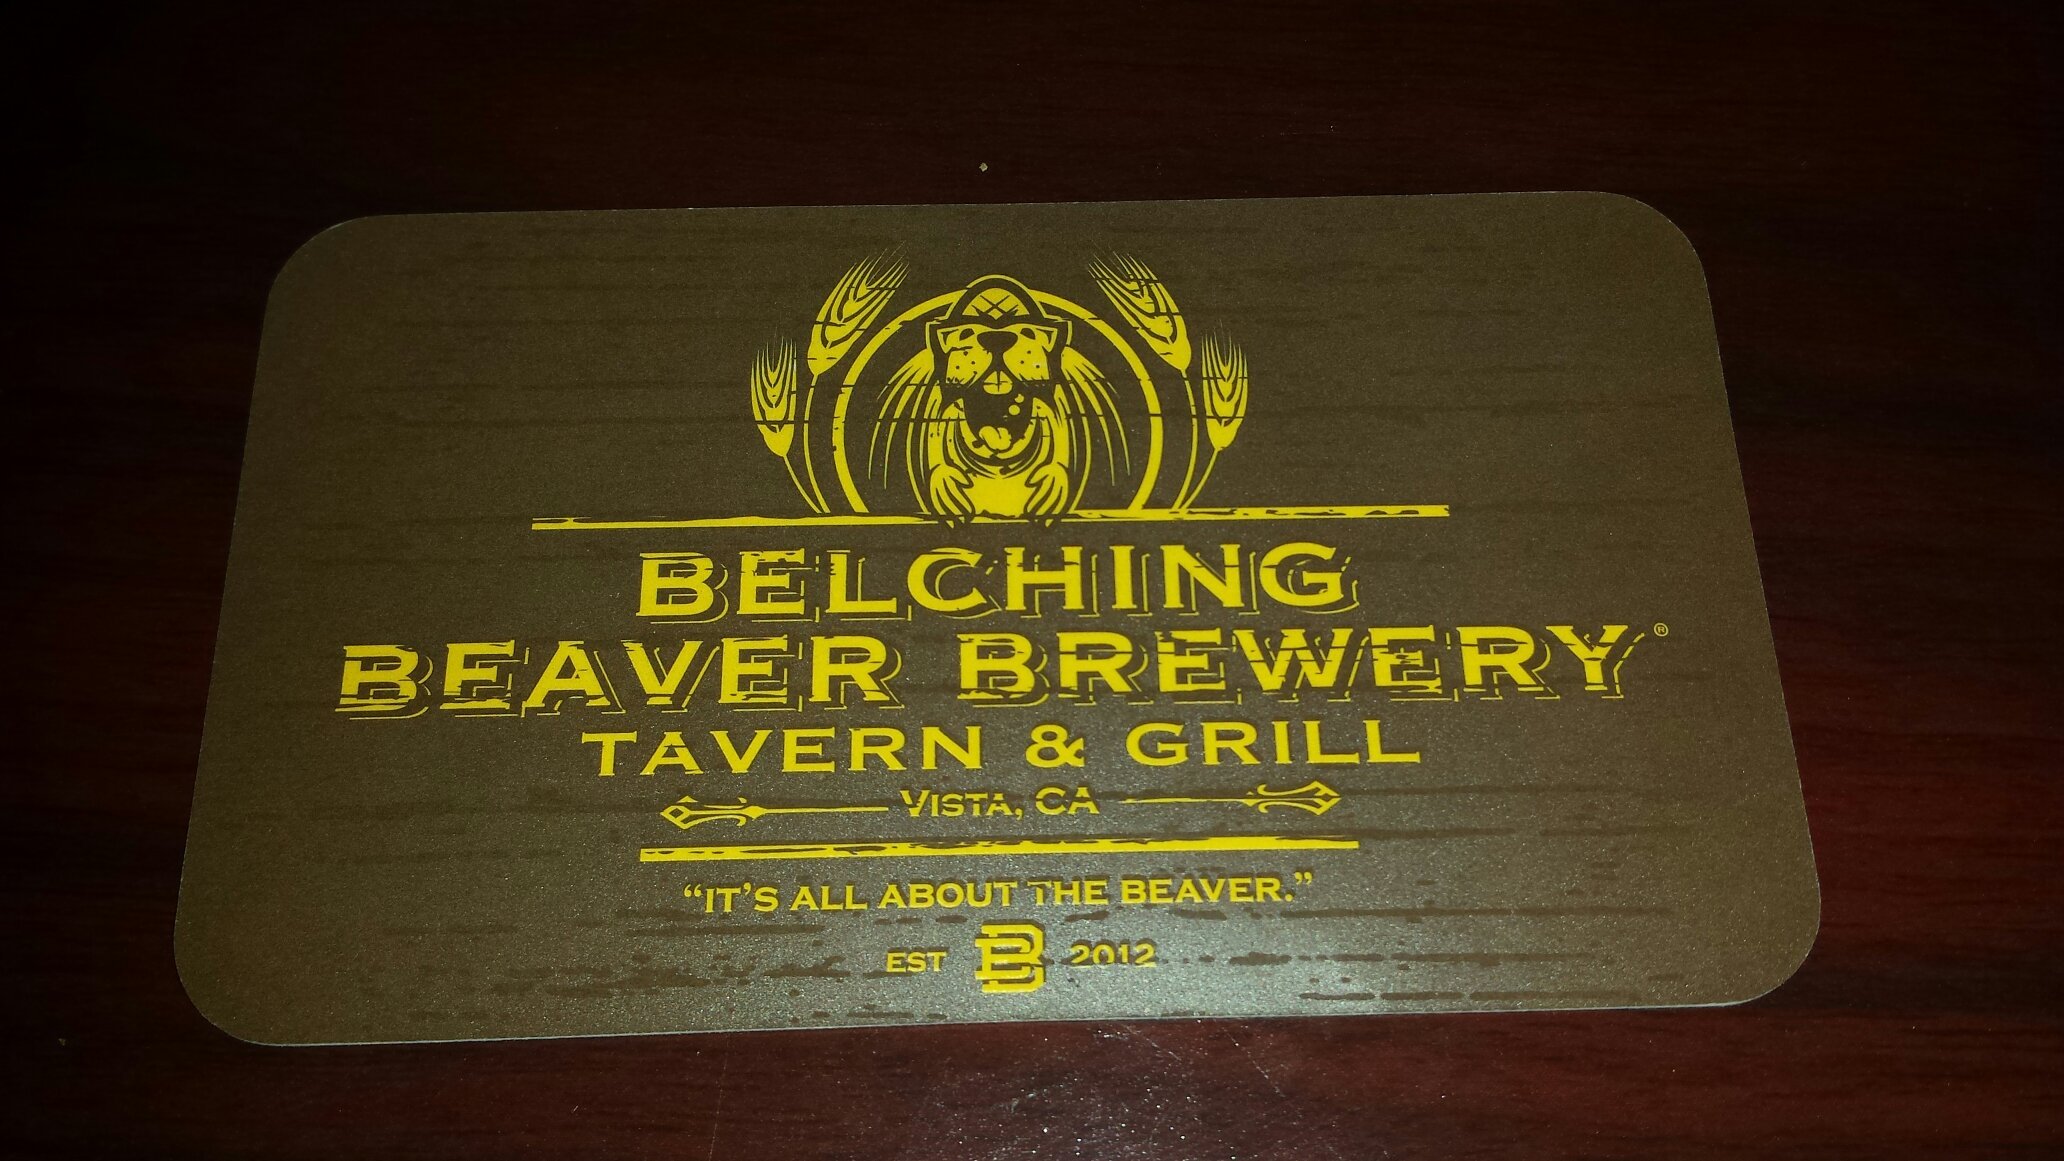 BELCHING
BEAVER BREWERY®
TAVERN & GRILL
VISTA, CA
“IT'S ALL ABOUT THE BEAVER.”
EST BB 2012